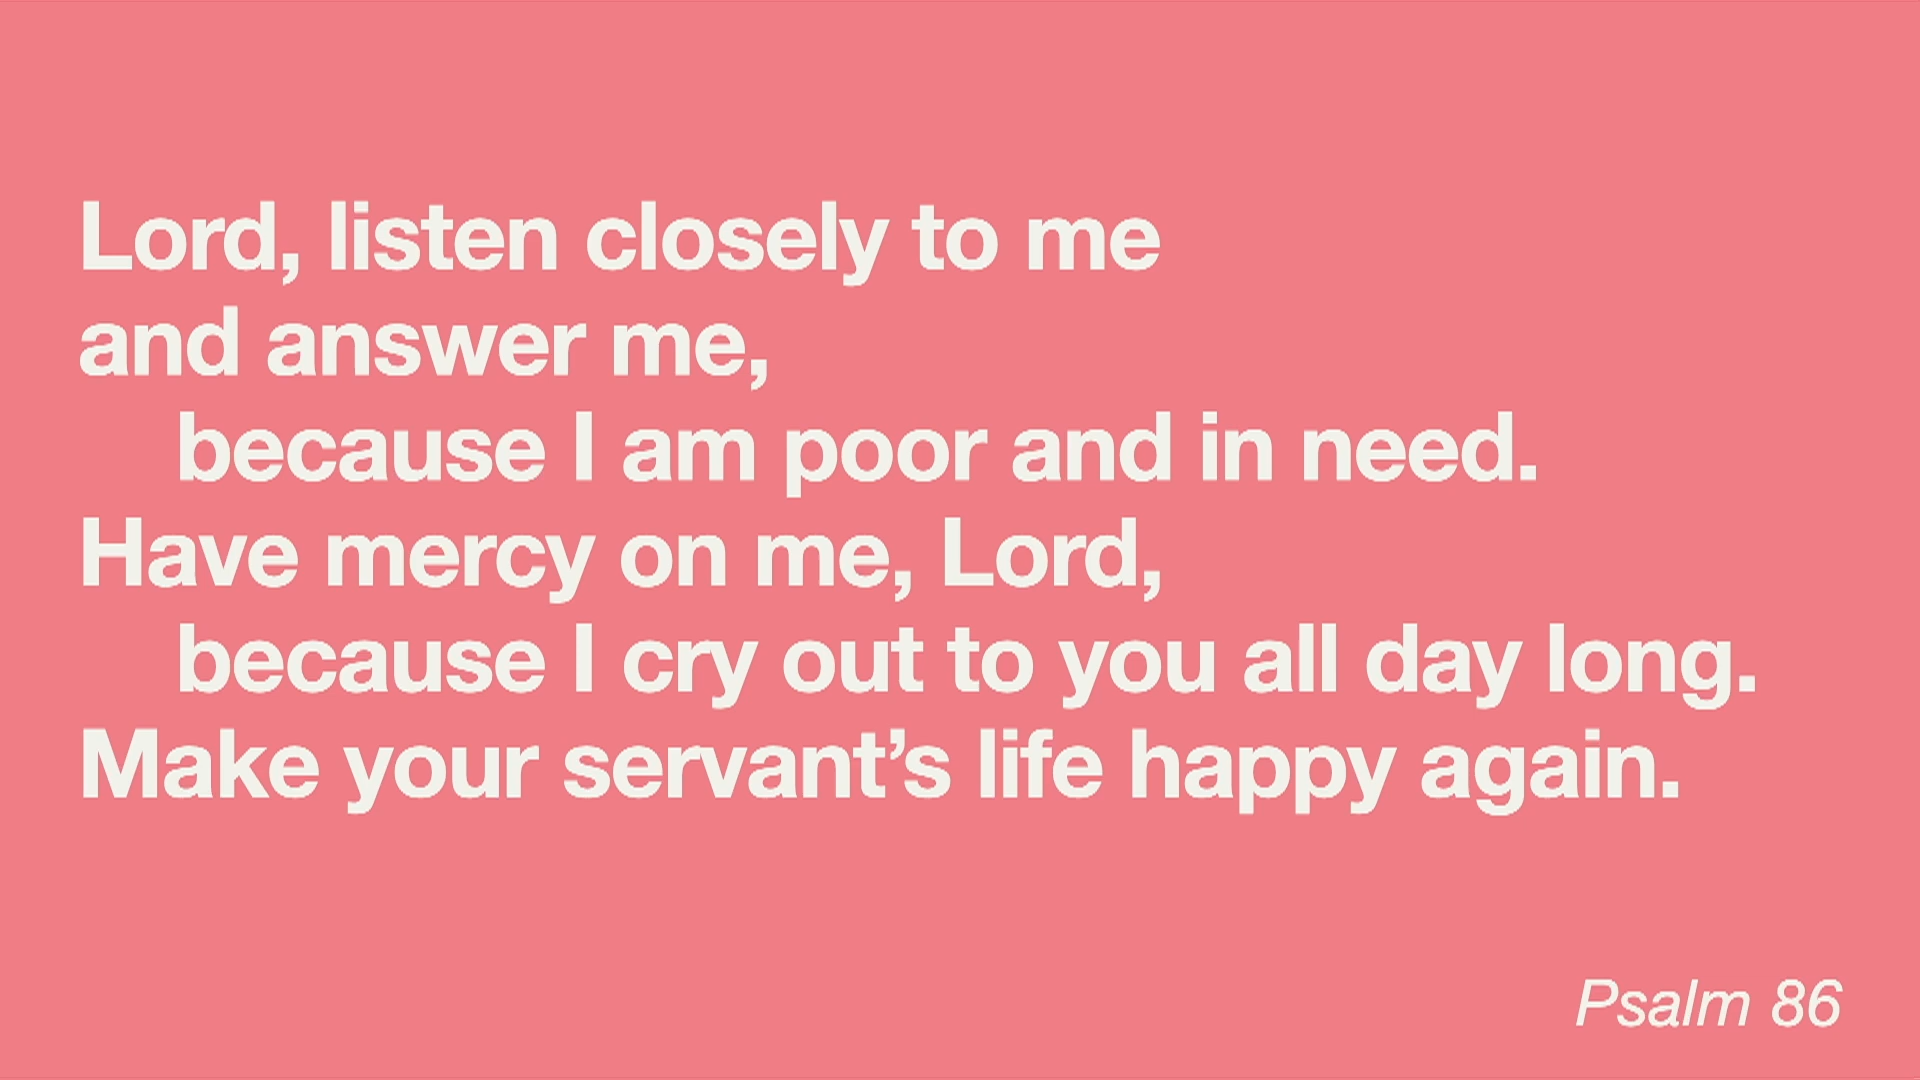 Lord, listen closely to me
and answer me,
because I am poor and in need.
Have mercy on me, Lord,
because I cry out to you all day long.
Make your servant’s life happy again.
Psalm 86